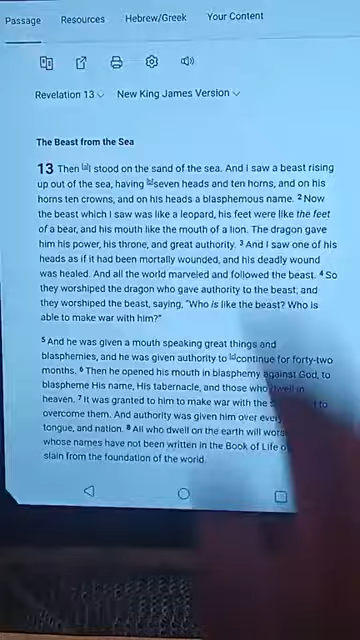 Passage Resources Hebrew/Greek Your Content
Revelation 13 New King James Version
The Beast from the Sea
13 Then [a]I stood on the sand of the sea. And I saw a beast rising
up out of the sea, having [b]seven heads and ten horns, and on his
horns ten crowns, and on his heads a blasphemous name. 2 Now
the beast which I saw was like a leopard, his feet were like the feet
of a bear, and his mouth like the mouth of a lion. The dragon gave
him his power, his throne, and great authority. 3 And I saw one of his
heads as if it had been mortally wounded, and his deadly wound
was healed. And all the world marveled and followed the beast. 4 So
they worshiped the dragon who gave authority to the beast; and
they worshiped the beast, saying, “Who is like the beast? Who is
able to make war with him?”
5 And he was given a mouth speaking great things and
blasphemies, and he was given authority to [c]continue for forty-two
months. 6 Then he opened his mouth in blasphemy against God, to
blaspheme His name, His tabernacle, and those who dwell in
heaven. 7 It was granted to him to make war with the to
overcome them. And authority was given him over every
tongue, and nation. 8 All who dwell on the earth will
whose names have not been written in the Book of Life
slain from the foundation of the world.